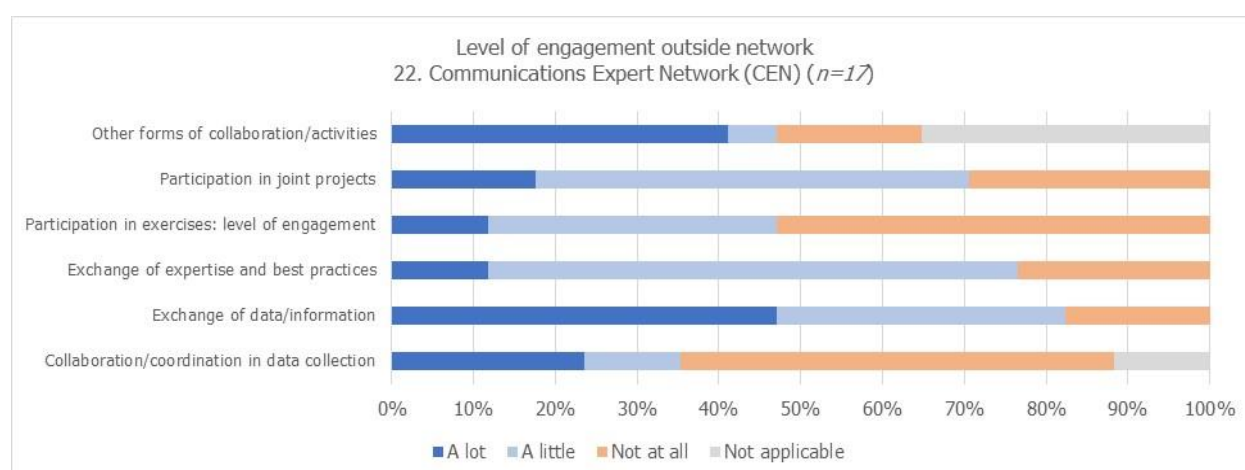 Level of engagement outside network
22. Communications Expert Network (CEN) (n=17)
Other forms of collaboration/activities
Participation in joint projects
Participation in exercises: level of engagement
Exchange of expertise and best practices
Exchange of data/information
Collaboration/coordination in data collection
0% 10% 20% 30% 40% 50% 60% 70% 80% 90% 100%
A lot A little Not at all Not applicable